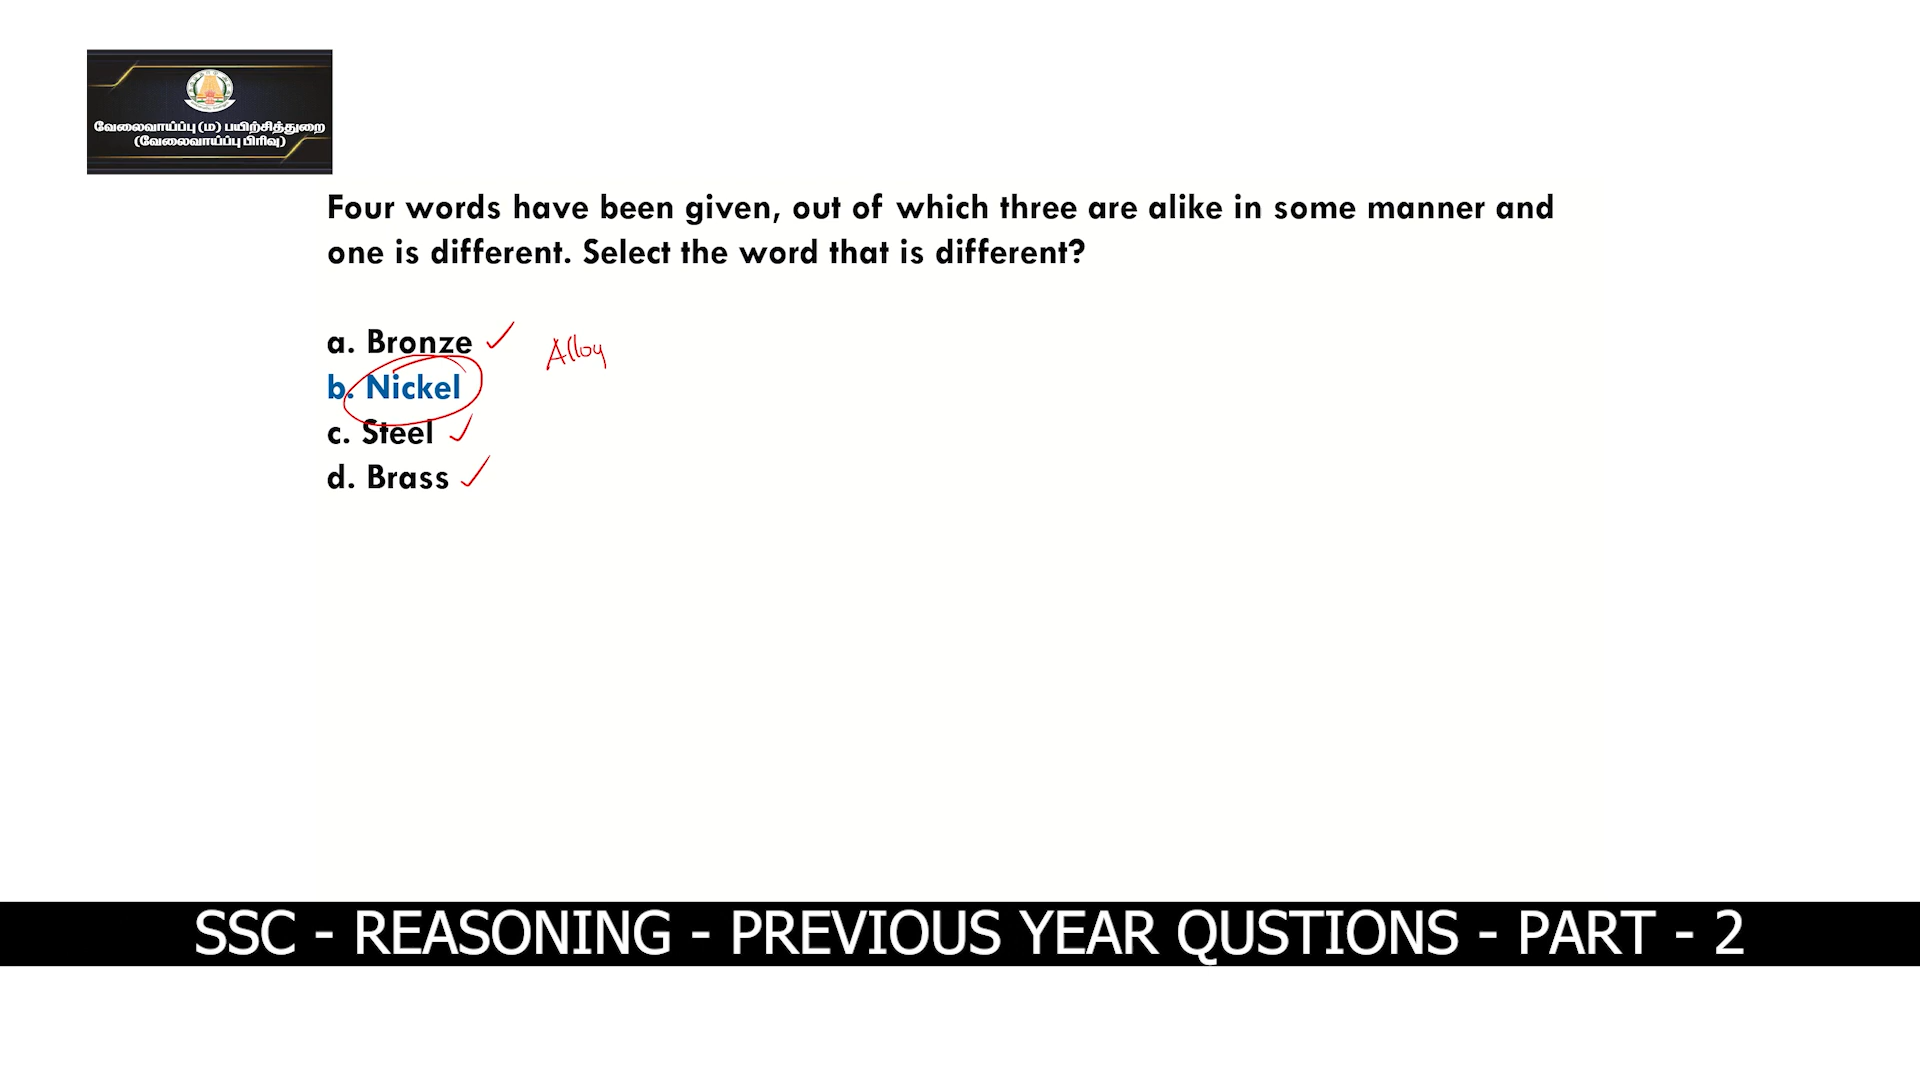 வேலைவாய்ப்பு (ம) பயிற்சித்துறை
(வேலைவாய்ப்பு பிரிவு)
Four words have been given, out of which three are alike in some manner and
one is different. Select the word that is different?
a. Bronze
Alloy
b. Nickel
c. Steel
d. Brass
SSC - REASONING - PREVIOUS YEAR QUSTIONS - PART - 2